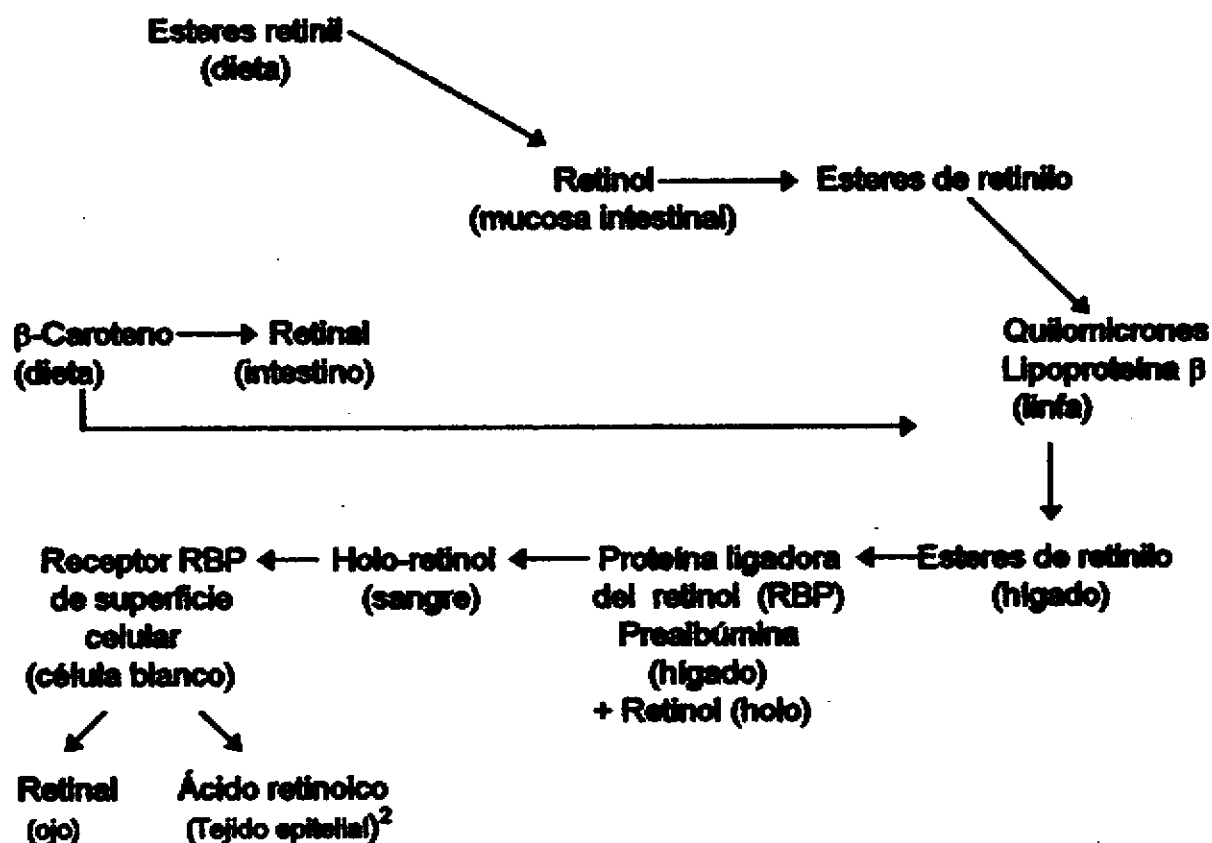 Esteres retinil
(dieta)
Retinol
(mucosa intestinal)
Esteres de retinilo
β-Caroteno
(dieta)
Retinal
(intestino)
Quilomicrones
Lipoproteína β
(linfa)
Receptor RBP
de superficie
celular
(célula blanco)
Holo-retinol
(sangre)
Proteína ligadora
del retinol (RBP)
Prealbúmina
(hígado)
+ Retinol (holo)
Esteres de retinilo
(hígado)
Retinal
(ojo)
Ácido retinoico
(Tejido epitelial)²